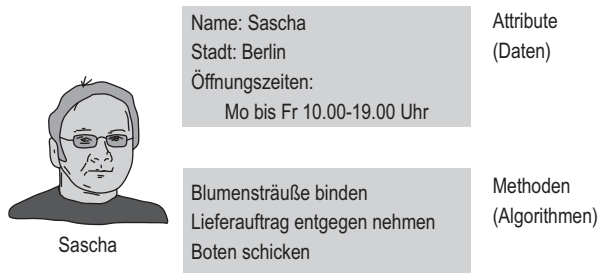 Name: Sascha
Stadt: Berlin
Öffnungszeiten:
Mo bis Fr 10.00-19.00 Uhr
Attribute
(Daten)
Blumensträuße binden
Lieferauftrag entgegen nehmen
Boten schicken
Methoden
(Algorithmen)
Sascha